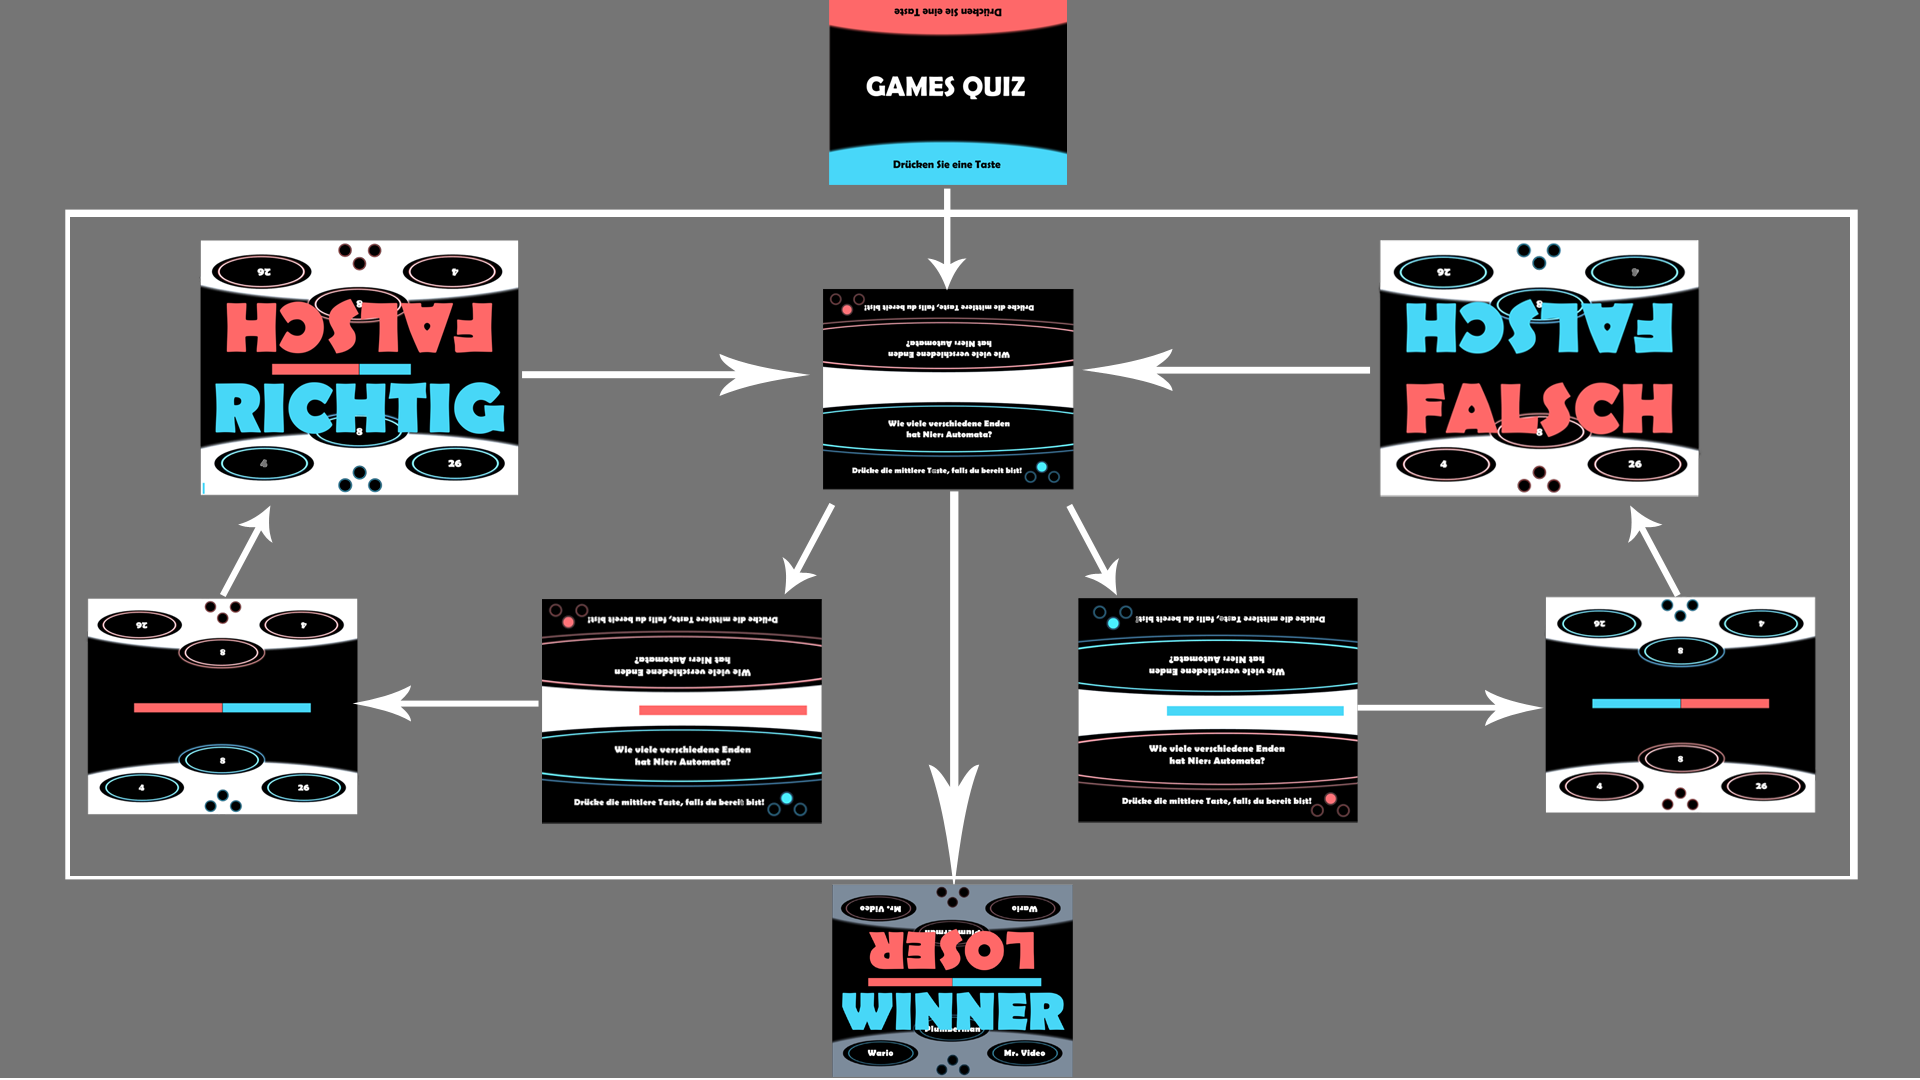 Drücken Sie eine Taste
GAMES QUIZ
Drücken Sie eine Taste
26
4
8
FALSCH
RICHTIG
8
4
26
Drücke die mittlere Taste, falls du bereit bist!
Wie viele verschiedene Enden
hat Nier: Automata?
Wie viele verschiedene Enden
hat Nier: Automata?
Drücke die mittlere Taste, falls du bereit bist!
26
4
8
FALSCH
FALSCH
8
4
26
26
4
8
8
4
26
Drücke die mittlere Taste, falls du bereit bist!
Wie viele verschiedene Enden
hat Nier: Automata?
Wie viele verschiedene Enden
hat Nier: Automata?
Drücke die mittlere Taste, falls du bereit bist!
Drücke die mittlere Taste, falls du bereit bist!
Wie viele verschiedene Enden
hat Nier: Automata?
Wie viele verschiedene Enden
hat Nier: Automata?
Drücke die mittlere Taste, falls du bereit bist!
26
4
8
8
4
26
Mr. Video
Wario
Plumberman
LOSER
WINNER
Plumberman
Wario
Mr. Video